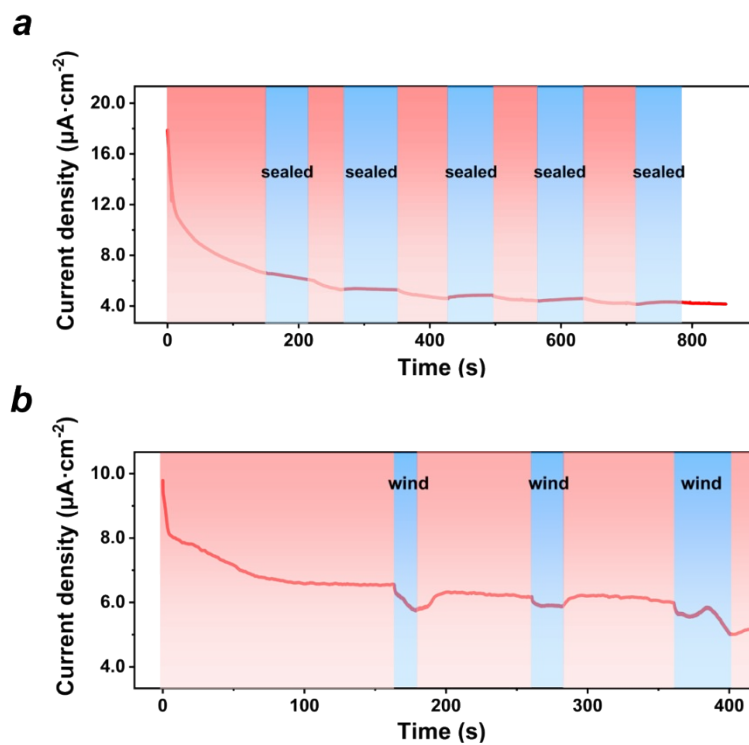 a
Current density (μA·cm⁻²)
20.0
16.0
12.0
8.0
4.0
sealed sealed sealed sealed sealed
0 200 400 600 800
Time (s)
b
Current density (μA·cm⁻²)
10.0
8.0
6.0
4.0
wind wind wind
0 100 200 300 400
Time (s)